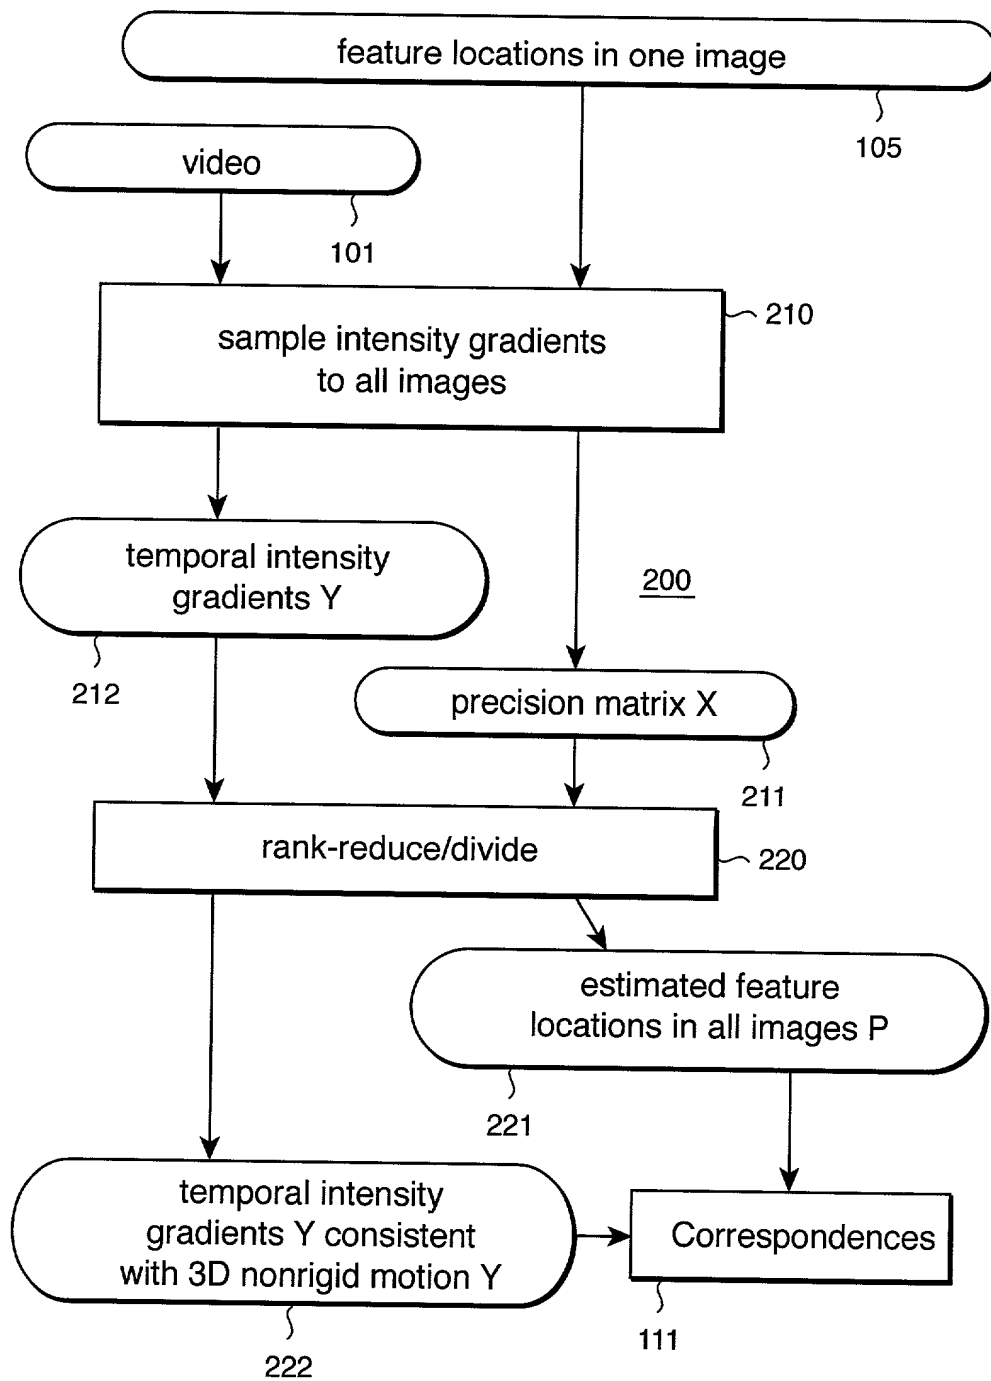 feature locations in one image
105
video
101
sample intensity gradients
to all images
210
temporal intensity
gradients Y
212
200
precision matrix X
211
rank-reduce/divide
220
estimated feature
locations in all images P
221
temporal intensity
gradients Y consistent
with 3D nonrigid motion Y
222
Correspondences
111